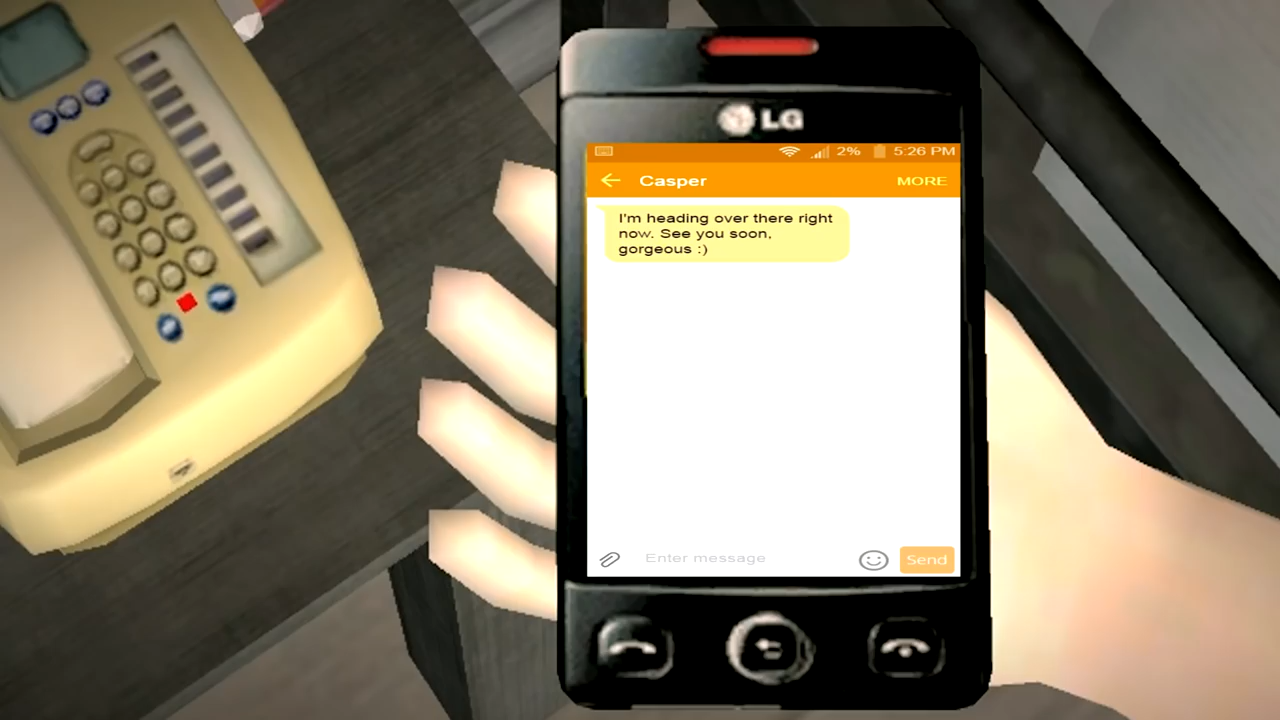 LG
2% 5:26 PM
Casper MORE
I'm heading over there right
now. See you soon,
gorgeous :)
Enter message Send